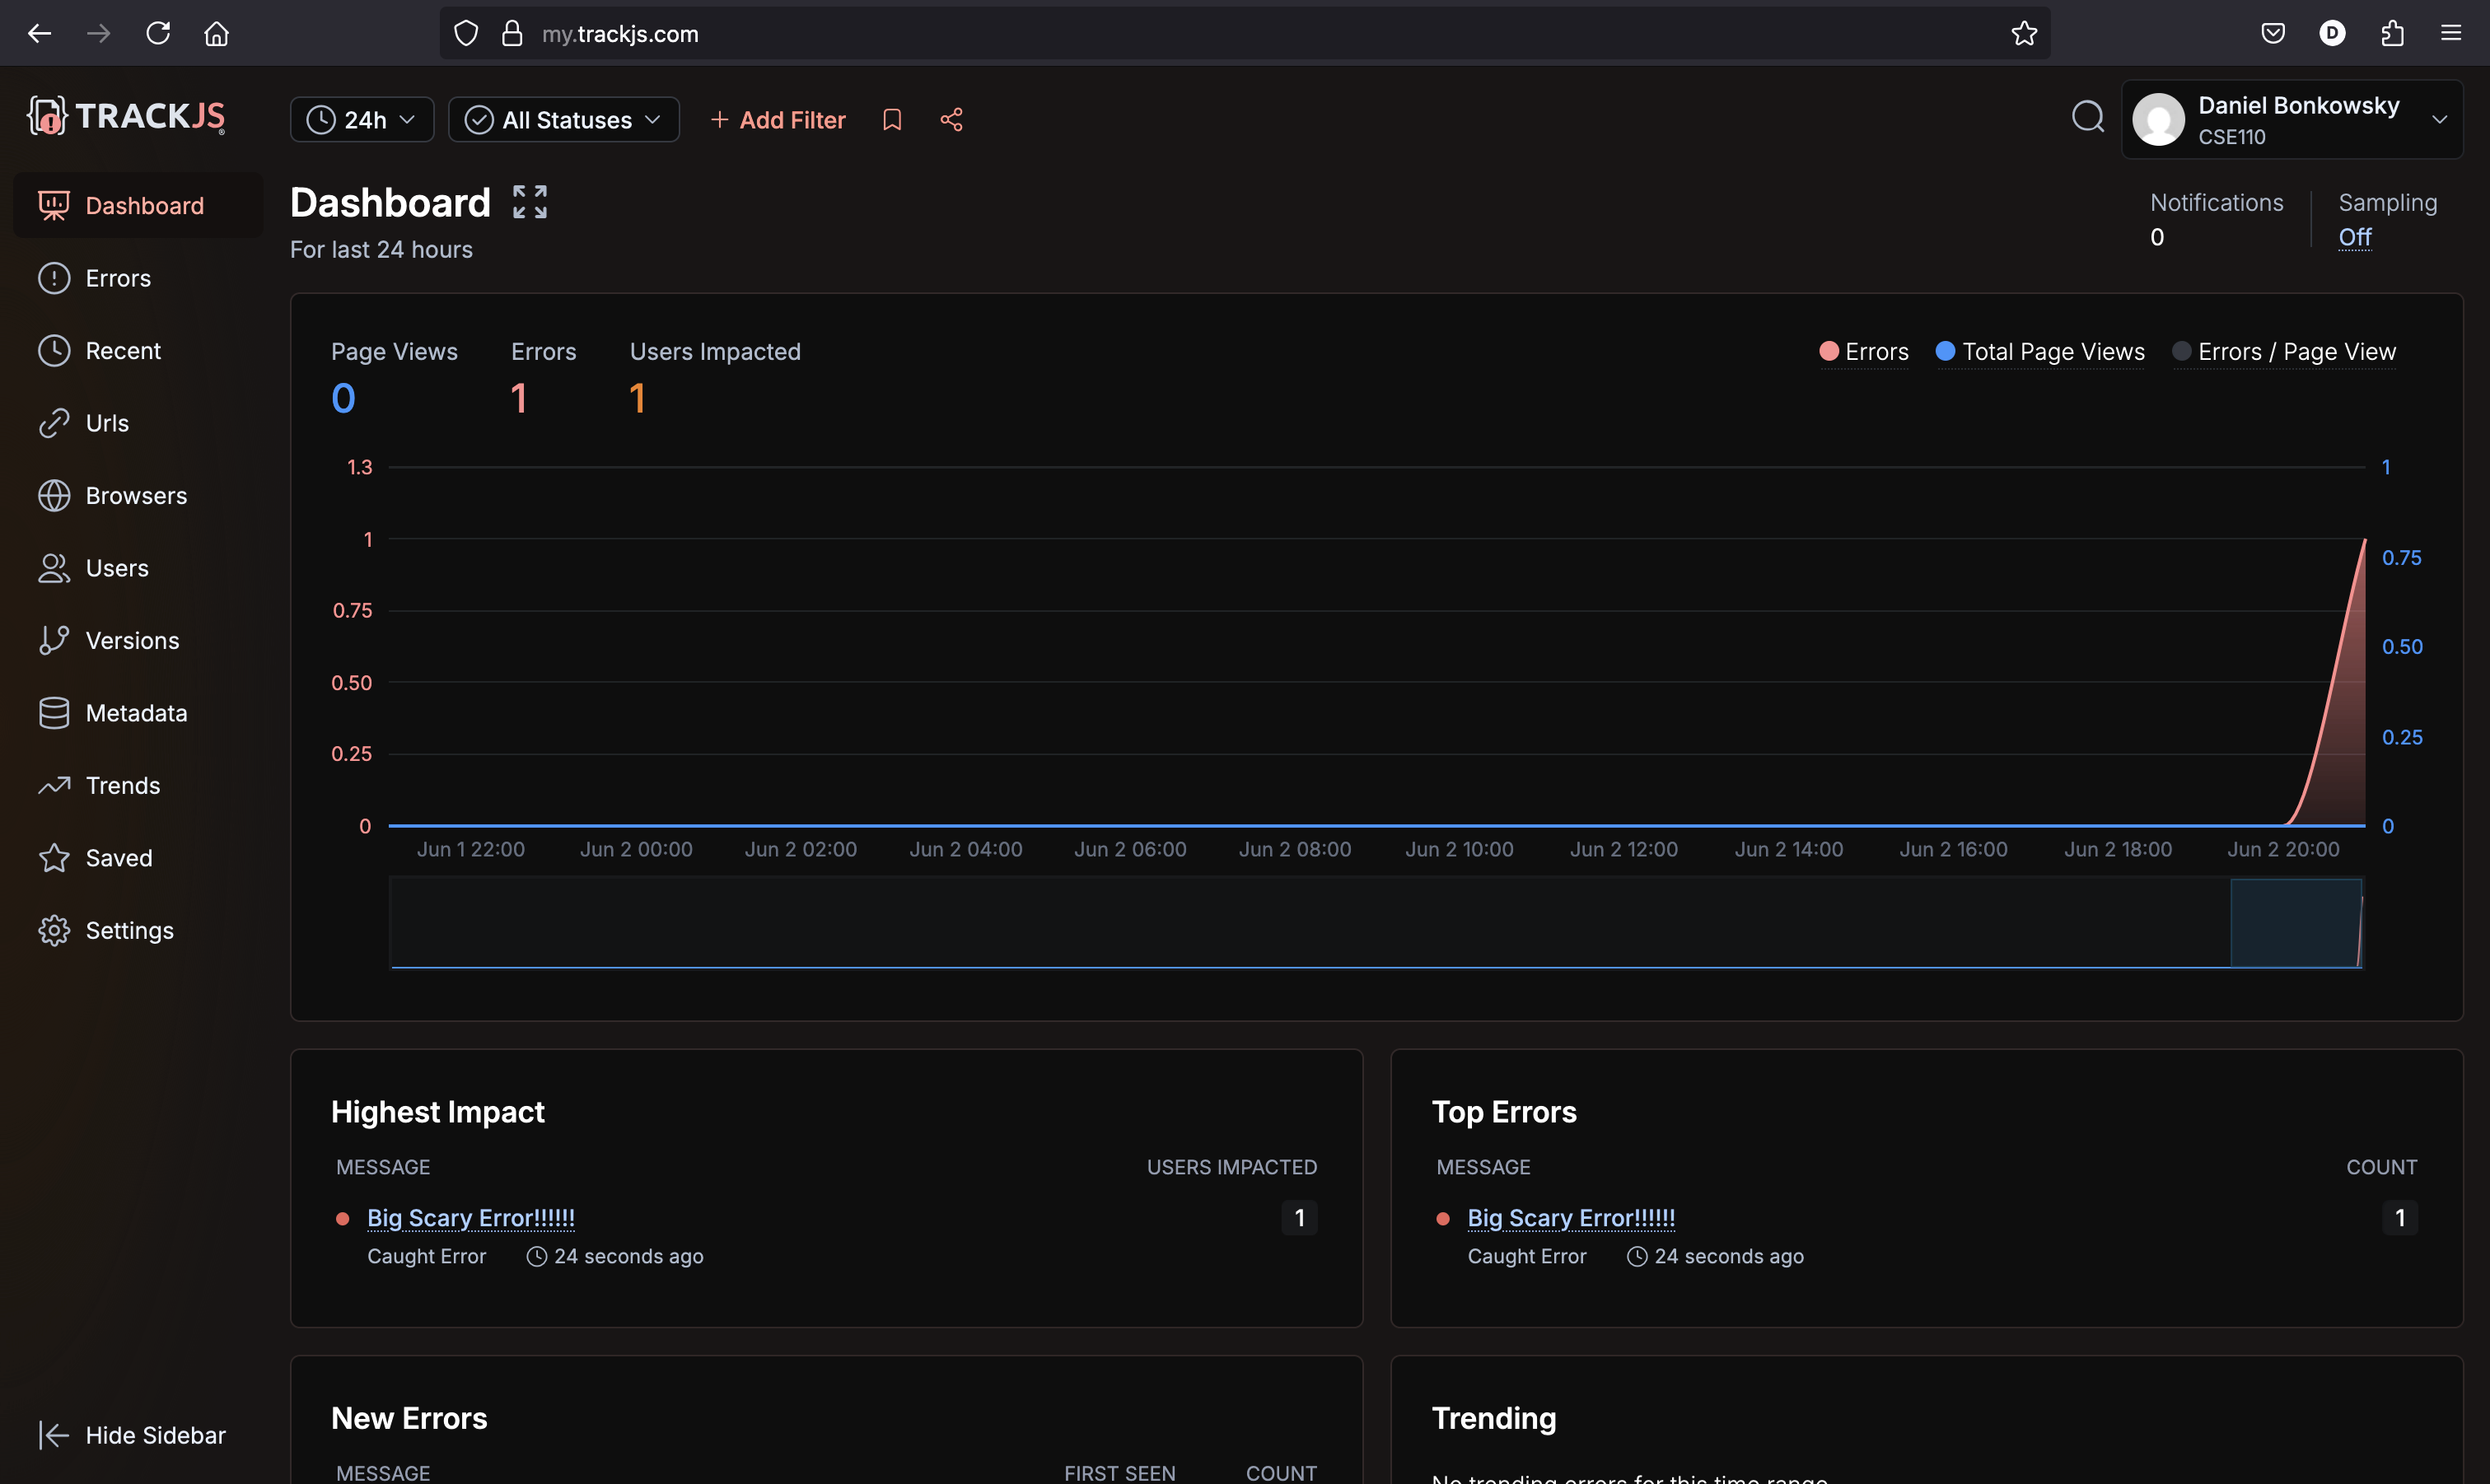 my.trackjs.com
D
TRACKJS
24h
All Statuses
+ Add Filter
Daniel Bonkowsky
CSE110
Dashboard
Errors
Recent
Urls
Browsers
Users
Versions
Metadata
Trends
Saved
Settings
Hide Sidebar
Dashboard
For last 24 hours
Notifications
0
Sampling
Off
Page Views
0
Errors
1
Users Impacted
1
Errors
Total Page Views
Errors / Page View
1.3
1
0.75
0.50
0.25
0
1
0.75
0.50
0.25
0
Jun 1 22:00
Jun 2 00:00
Jun 2 02:00
Jun 2 04:00
Jun 2 06:00
Jun 2 08:00
Jun 2 10:00
Jun 2 12:00
Jun 2 14:00
Jun 2 16:00
Jun 2 18:00
Jun 2 20:00
Highest Impact
MESSAGE USERS IMPACTED
Big Scary Error!!!!!! 1
Caught Error 24 seconds ago
Top Errors
MESSAGE COUNT
Big Scary Error!!!!!! 1
Caught Error 24 seconds ago
New Errors
MESSAGE FIRST SEEN COUNT
Trending
No trending errors for this time range